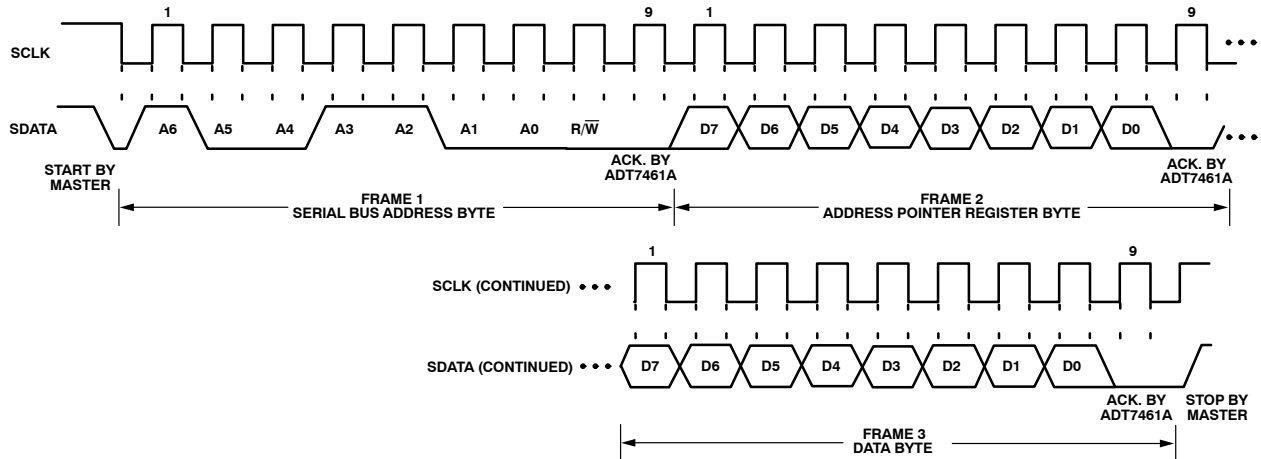 1 9 1 9
SCLK
SDATA A6 A5 A4 A3 A2 A1 A0 R/W̅ D7 D6 D5 D4 D3 D2 D1 D0
START BY
MASTER
ACK. BY
ADT7461A
ACK. BY
ADT7461A
FRAME 1
SERIAL BUS ADDRESS BYTE
FRAME 2
ADDRESS POINTER REGISTER BYTE
1 9
SCLK (CONTINUED)
SDATA (CONTINUED) D7 D6 D5 D4 D3 D2 D1 D0
ACK. BY
ADT7461A
STOP BY
MASTER
FRAME 3
DATA BYTE